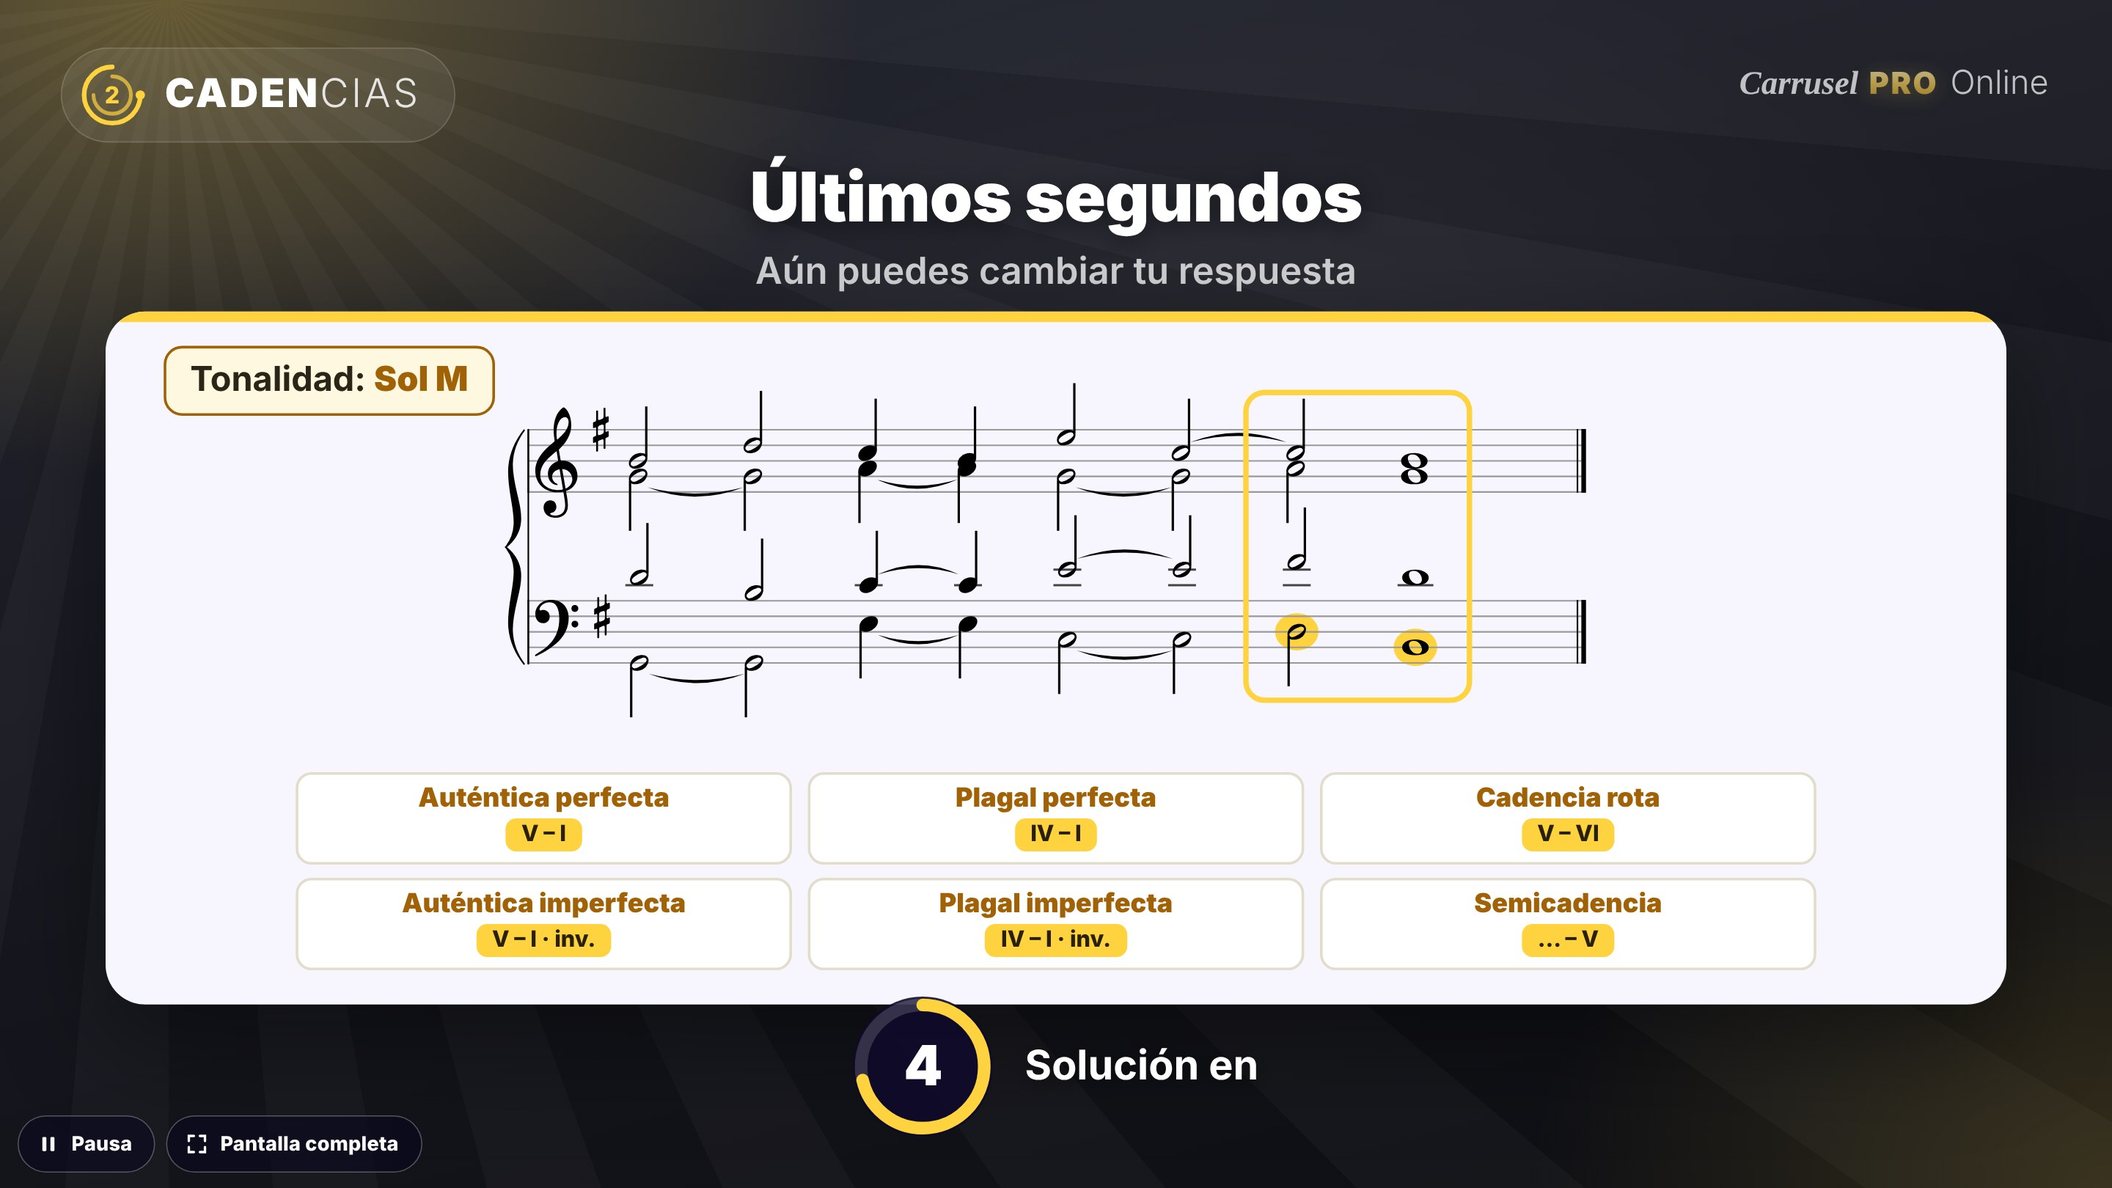 2 CADENCIAS
Carrusel PRO Online
Últimos segundos
Aún puedes cambiar tu respuesta
Tonalidad: Sol M
Auténtica perfecta
V – I
Plagal perfecta
IV – I
Cadencia rota
V – VI
Auténtica imperfecta
V – I · inv.
Plagal imperfecta
IV – I · inv.
Semicadencia
... – V
4
Solución en
Pausa
Pantalla completa